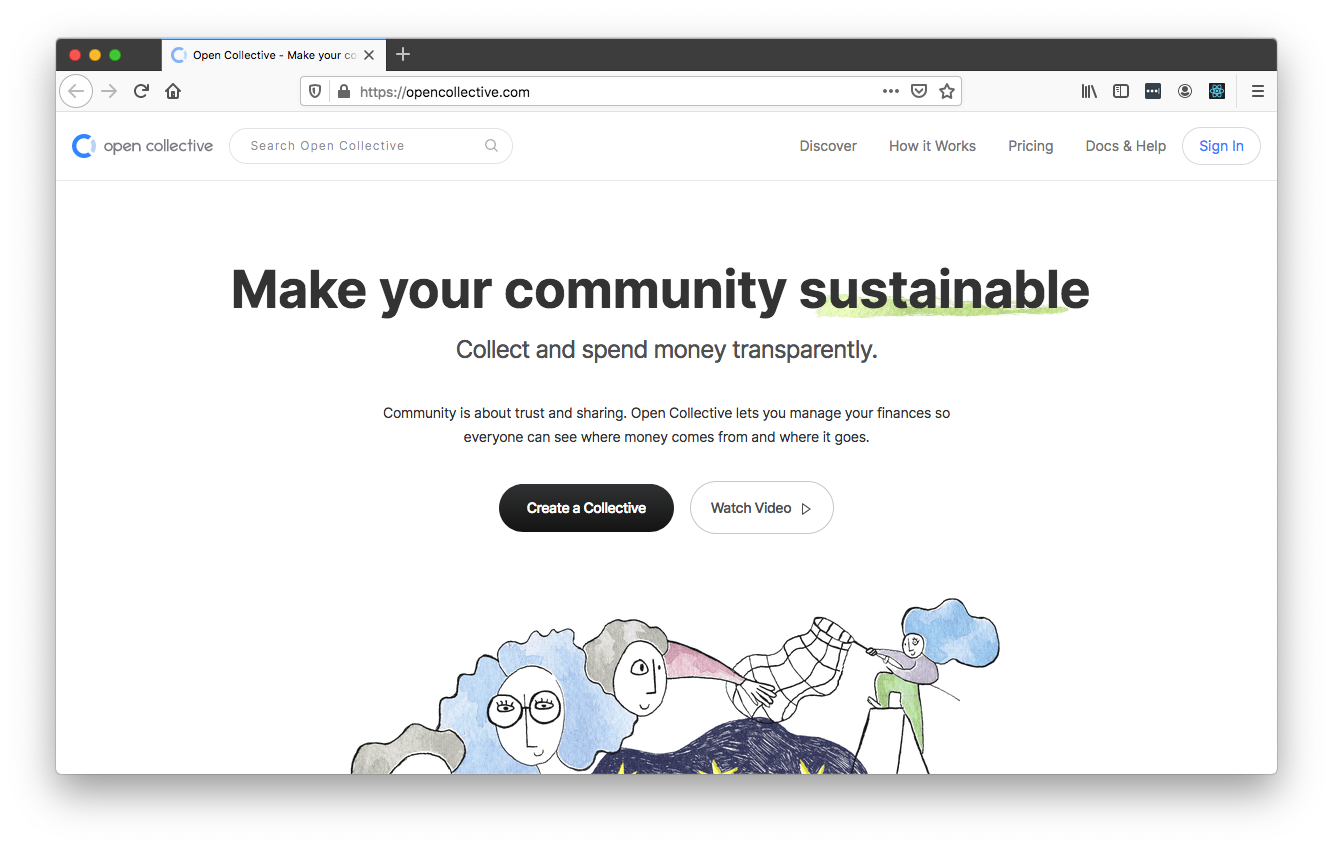 Open Collective - Make your co
https://opencollective.com
open collective
Search Open Collective
Discover
How it Works
Pricing
Docs & Help
Sign In
Make your community sustainable
Collect and spend money transparently.
Community is about trust and sharing. Open Collective lets you manage your finances so
everyone can see where money comes from and where it goes.
Create a Collective
Watch Video